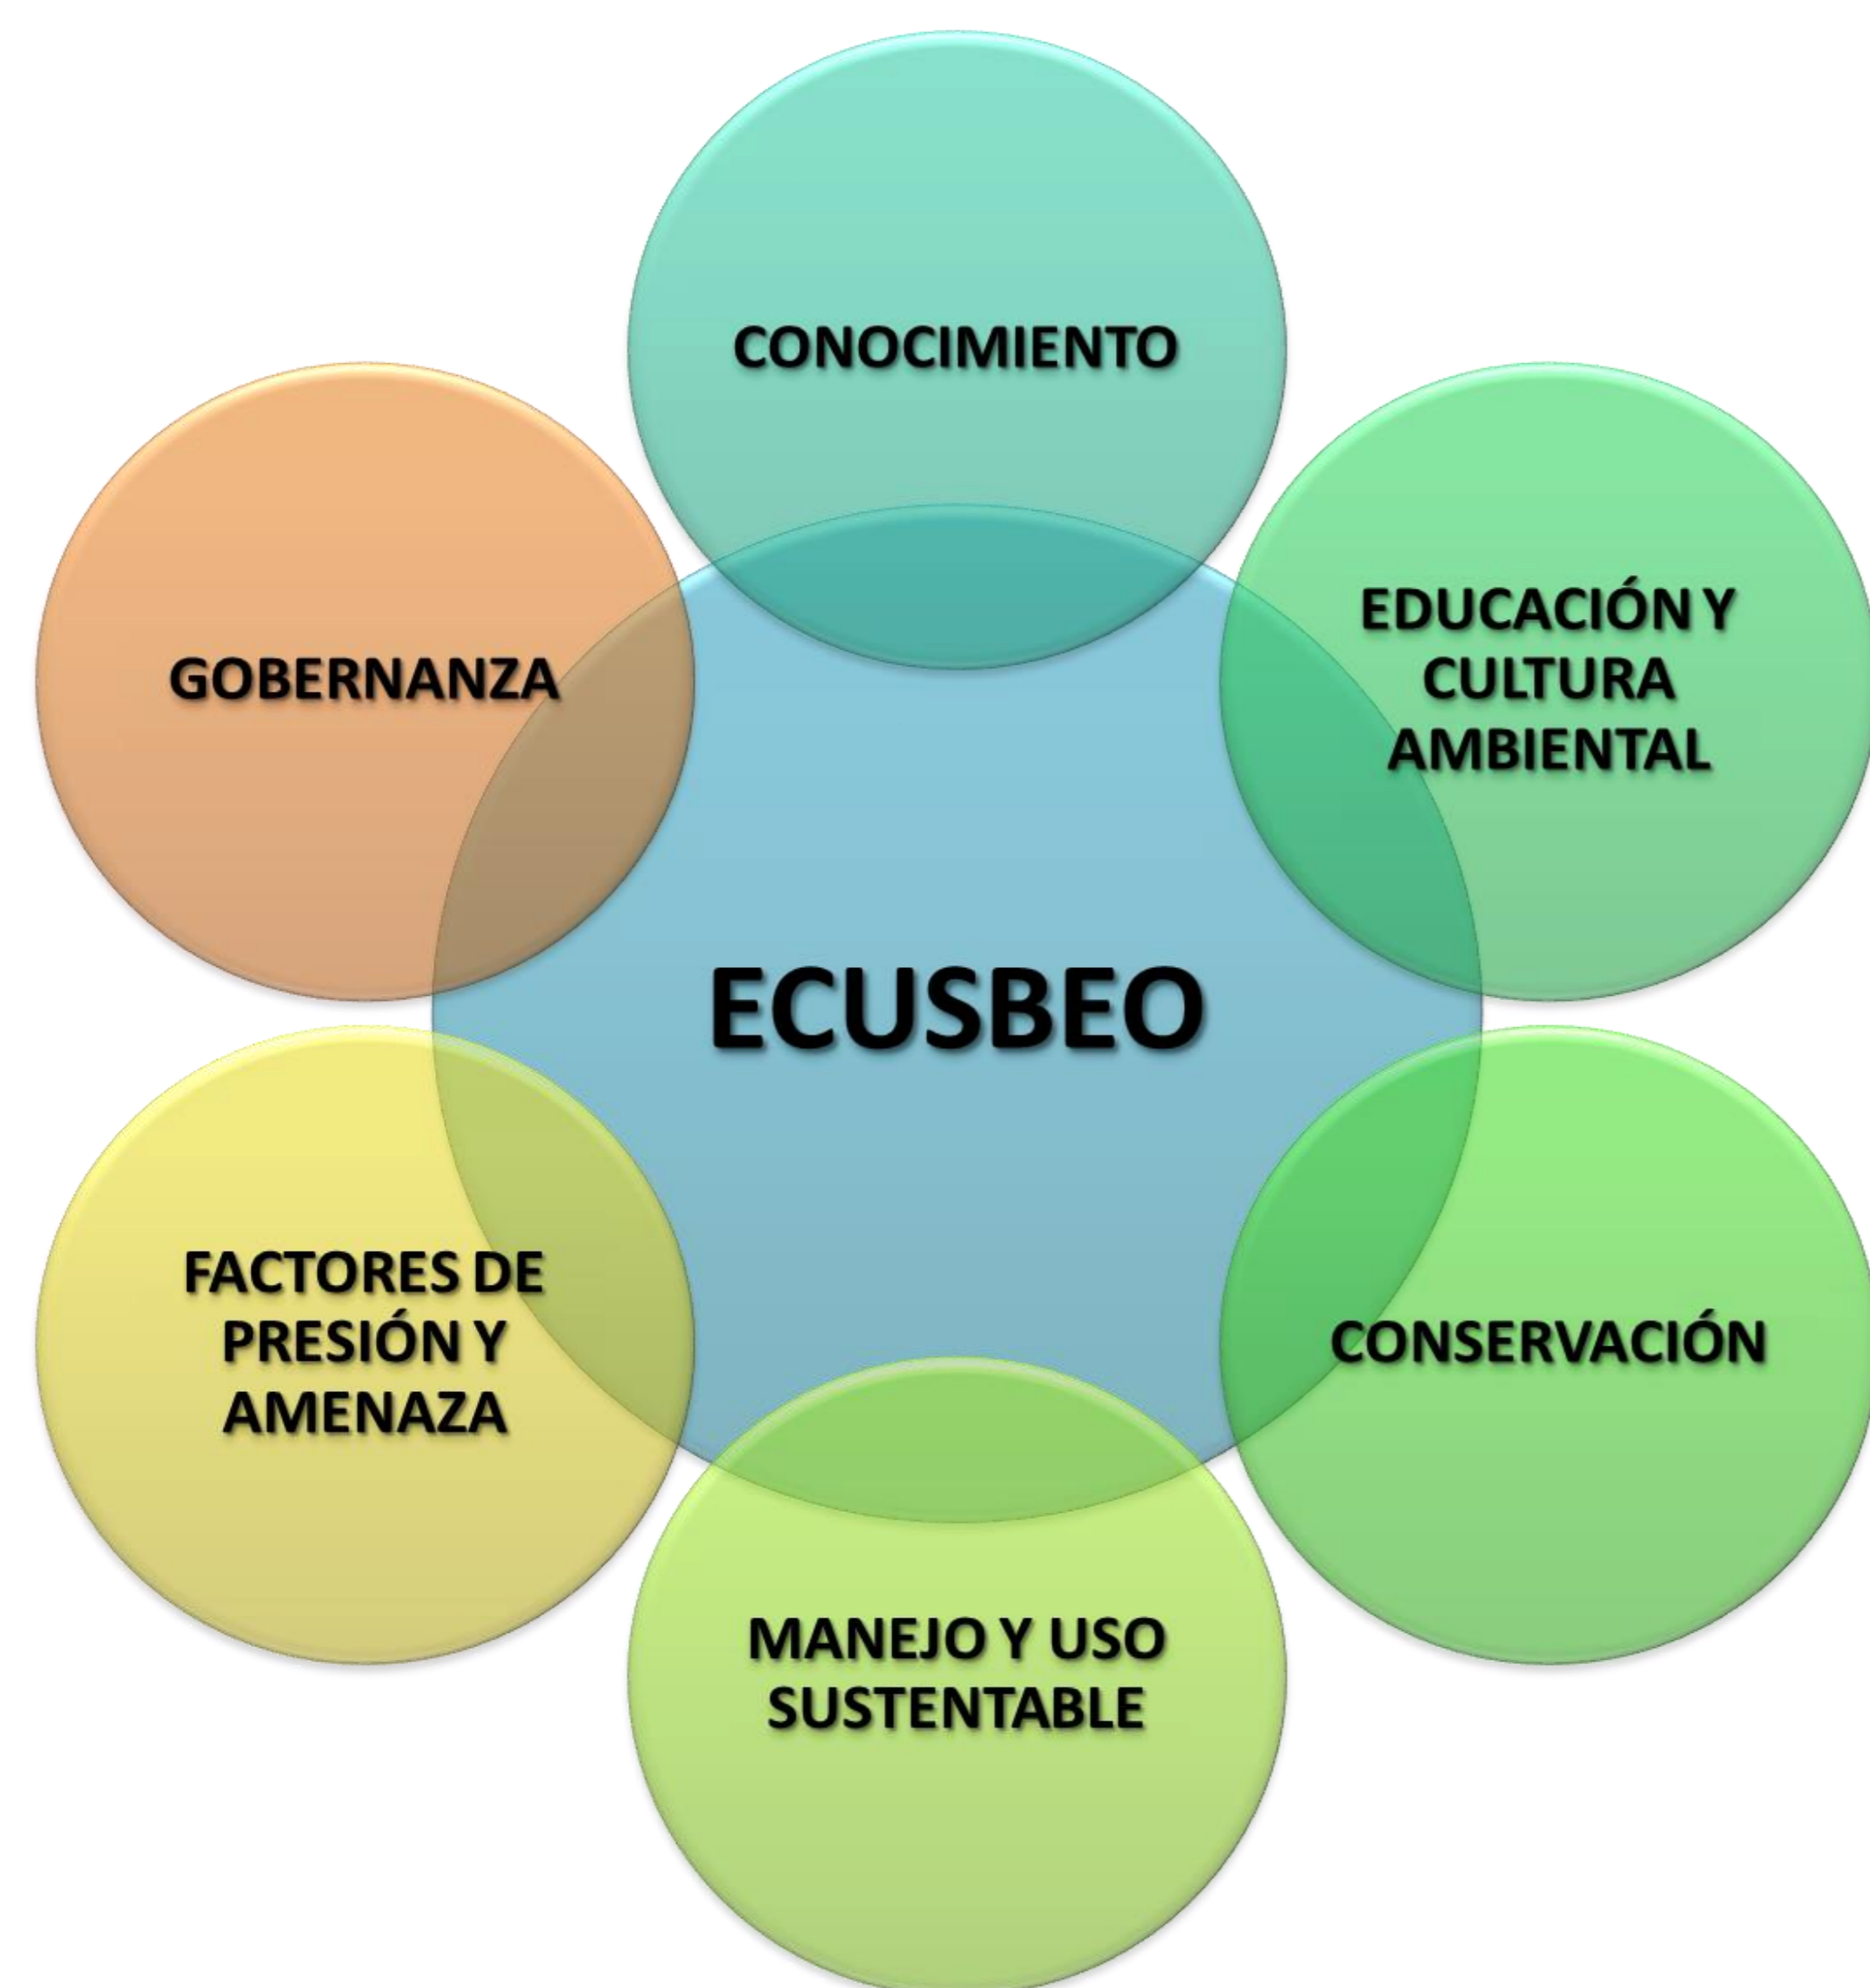 CONOCIMIENTO
GOBERNANZA
EDUCACIÓN Y
CULTURA
AMBIENTAL
ECUSBEO
FACTORES DE
PRESIÓN Y
AMENAZA
CONSERVACIÓN
MANEJO Y USO
SUSTENTABLE